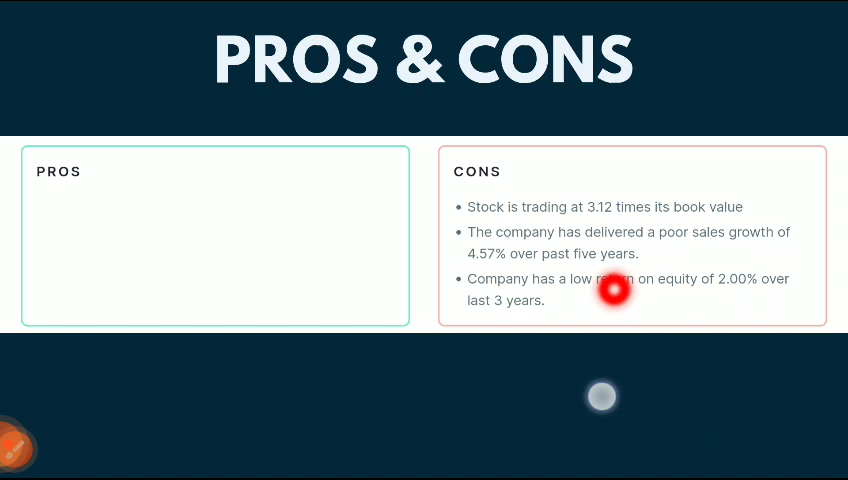 PROS & CONS
PROS
CONS
Stock is trading at 3.12 times its book value
The company has delivered a poor sales growth of
4.57% over past five years.
Company has a low on equity of 2.00% over
last 3 years.